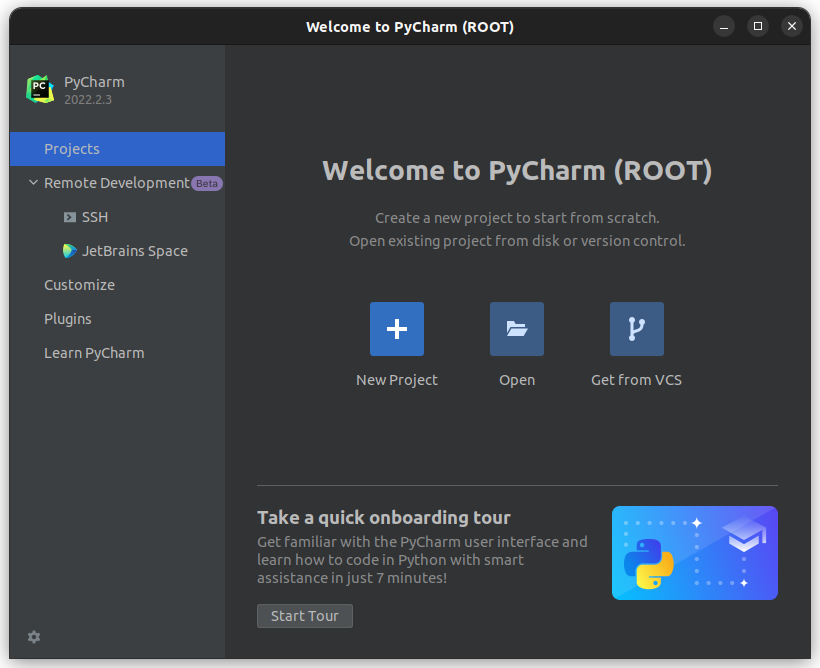 Welcome to PyCharm (ROOT)
PC
PyCharm
2022.2.3
Projects
Remote Development Beta
SSH
JetBrains Space
Customize
Plugins
Learn PyCharm
Welcome to PyCharm (ROOT)
Create a new project to start from scratch.
Open existing project from disk or version control.
New Project
Open
Get from VCS
Take a quick onboarding tour
Get familiar with the PyCharm user interface and
learn how to code in Python with smart
assistance in just 7 minutes!
Start Tour